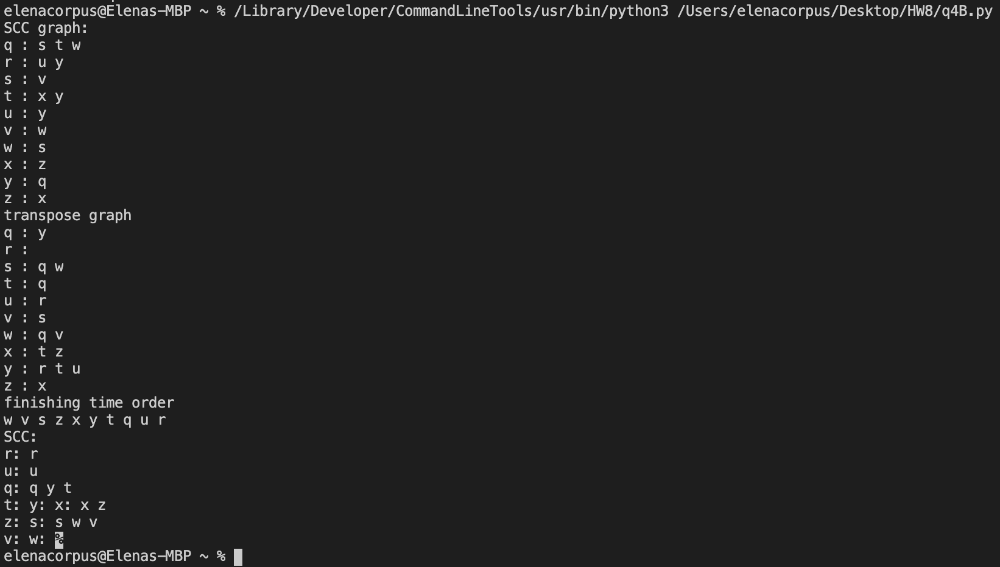 elenacorpus@Elenas-MBP ~ % /Library/Developer/CommandLineTools/usr/bin/python3 /Users/elenacorpus/Desktop/HW8/q4B.py
SCC graph:
q : s t w
r : u y
s : v
t : x y
u : y
v : w
w : s
x : z
y : q
z : x
transpose graph
q : y
r :
s : q w
t : q
u : r
v : s
w : q v
x : t z
y : r t u
z : x
finishing time order
w v s z x y t q u r
SCC:
r: r
u: u
q: q y t
t: y: x: x z
z: s: s w v
v: w: %
elenacorpus@Elenas-MBP ~ %